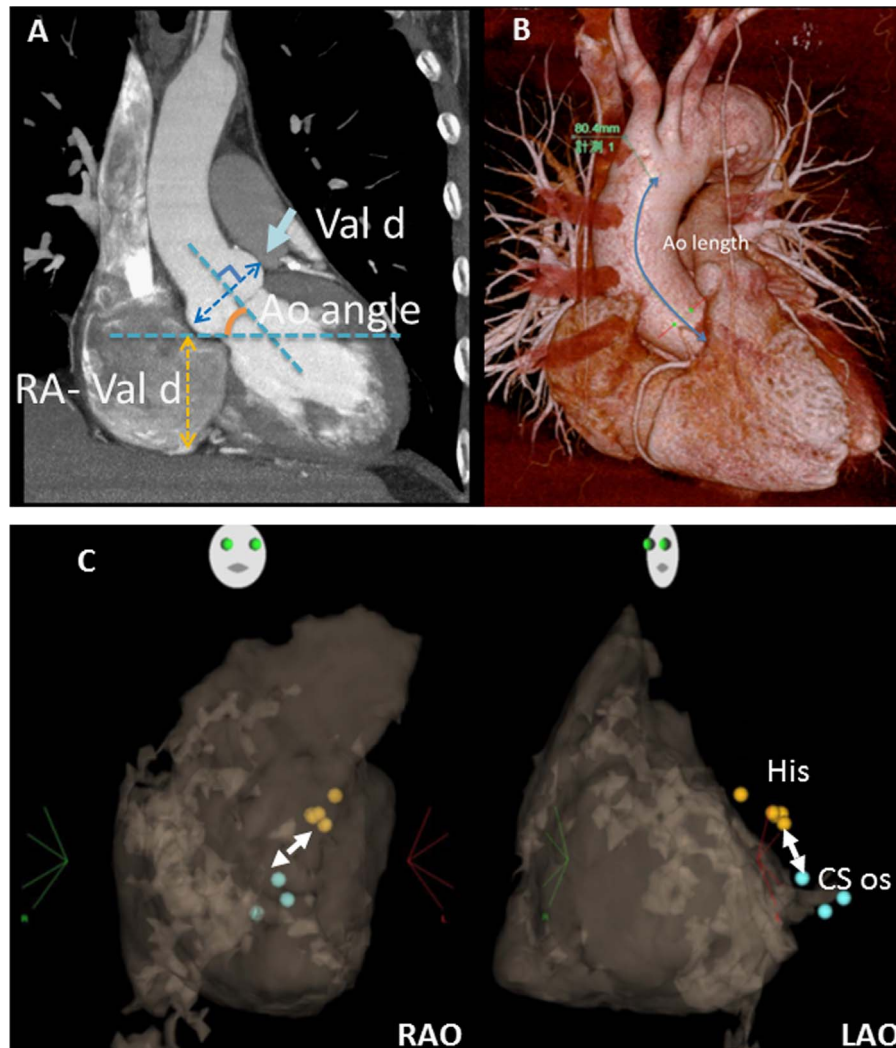 A
Val d
Ao angle
RA- Val d
B
80.4mm
計測 1
Ao length
C
His
CS os
RAO
LAO